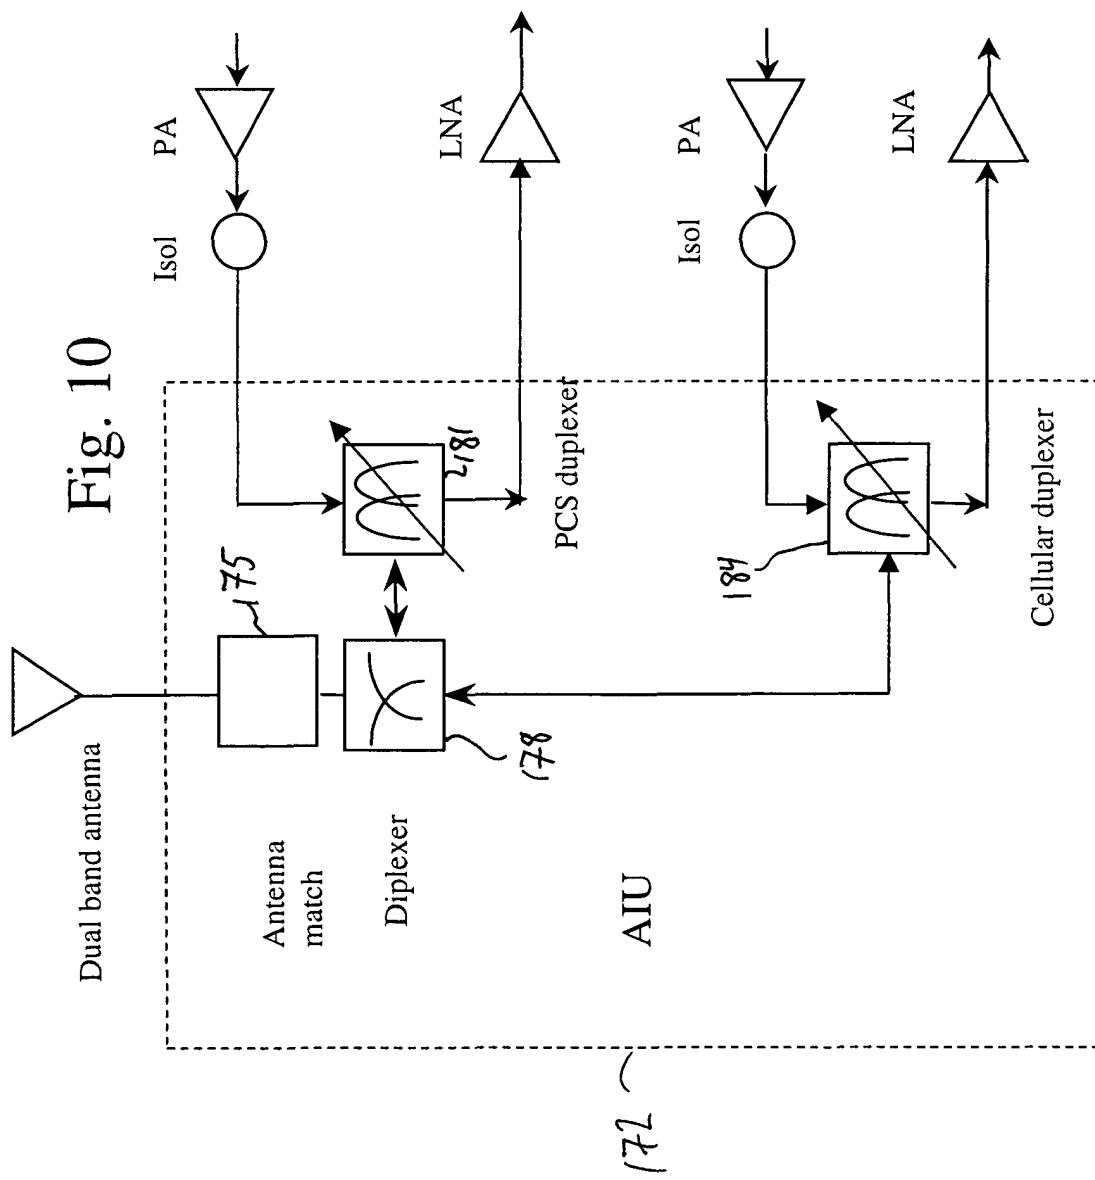 Fig. 10
Dual band antenna
Isol
PA
175
Antenna
match
Diplexer
LNA
181
178
PCS duplexer
172
AIU
Isol
PA
184
LNA
Cellular duplexer